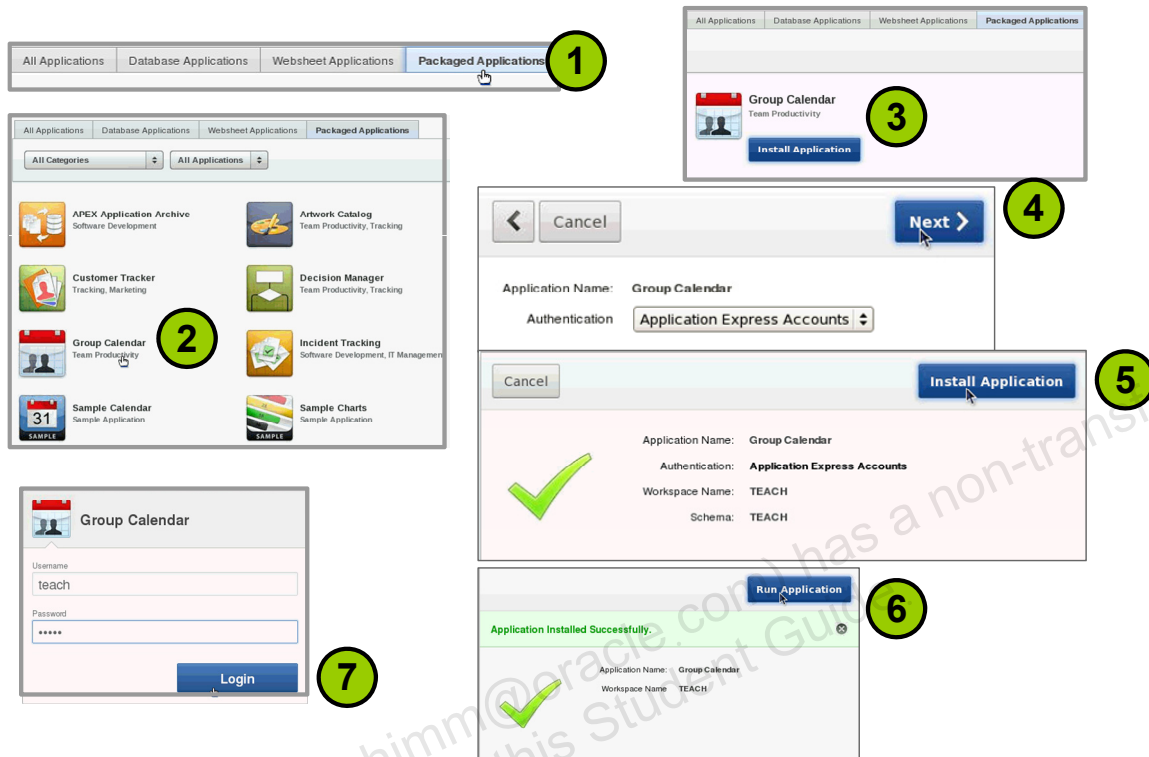 All Applications Database Applications Websheet Applications Packaged Applications
1
All Applications Database Applications Websheet Applications Packaged Applications
All Categories All Applications
APEX Application Archive
Software Development
Artwork Catalog
Team Productivity, Tracking
Customer Tracker
Tracking, Marketing
Decision Manager
Team Productivity, Tracking
Group Calendar
Team Productivity
2
Incident Tracking
Software Development, IT Managemen
31
SAMPLE
Sample Calendar
Sample Application
SAMPLE
Sample Charts
Sample Application
All Applications Database Applications Websheet Applications Packaged Applications
Group Calendar
Team Productivity
Install Application
3
Cancel
Next
4
Application Name: Group Calendar
Authentication Application Express Accounts
Cancel
Install Application
5
Application Name: Group Calendar
Authentication: Application Express Accounts
Workspace Name: TEACH
Schema: TEACH
Run Application
6
Application Installed Successfully.
Application Name: Group Calendar
Workspace Name TEACH
Group Calendar
Username
teach
Password
•••••
Login
7
himm@oracle.com) has a non-transf
this Student Guide